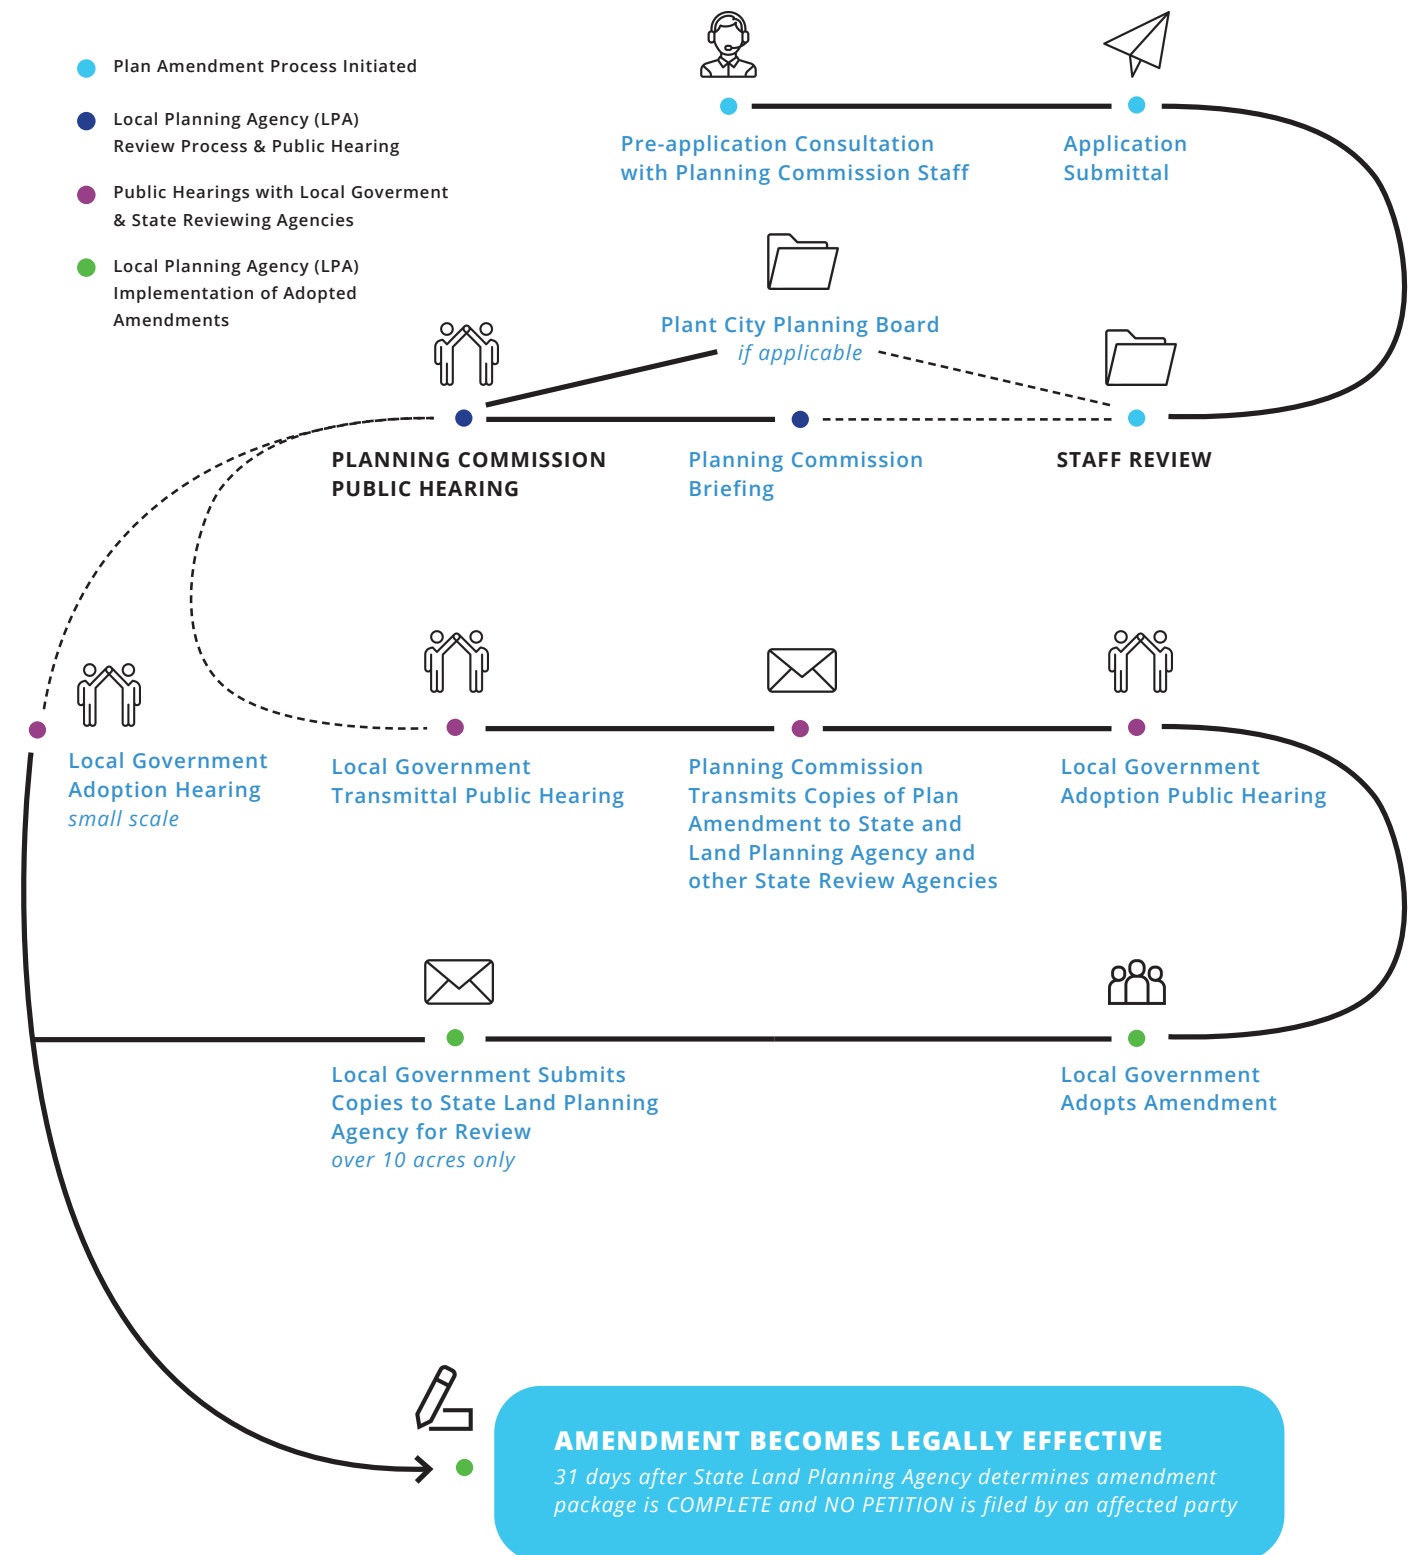 Plan Amendment Process Initiated
Local Planning Agency (LPA)
Review Process & Public Hearing
Public Hearings with Local Goverment
& State Reviewing Agencies
Local Planning Agency (LPA)
Implementation of Adopted
Amendments
Pre-application Consultation
with Planning Commission Staff
Application
Submittal
Plant City Planning Board
if applicable
PLANNING COMMISSION
PUBLIC HEARING
Planning Commission
Briefing
STAFF REVIEW
Local Government
Adoption Hearing
small scale
Local Government
Transmittal Public Hearing
Planning Commission
Transmits Copies of Plan
Amendment to State and
Land Planning Agency and
other State Review Agencies
Local Government
Adoption Public Hearing
Local Government Submits
Copies to State Land Planning
Agency for Review
over 10 acres only
Local Government
Adopts Amendment
AMENDMENT BECOMES LEGALLY EFFECTIVE
31 days after State Land Planning Agency determines amendment
package is COMPLETE and NO PETITION is filed by an affected party